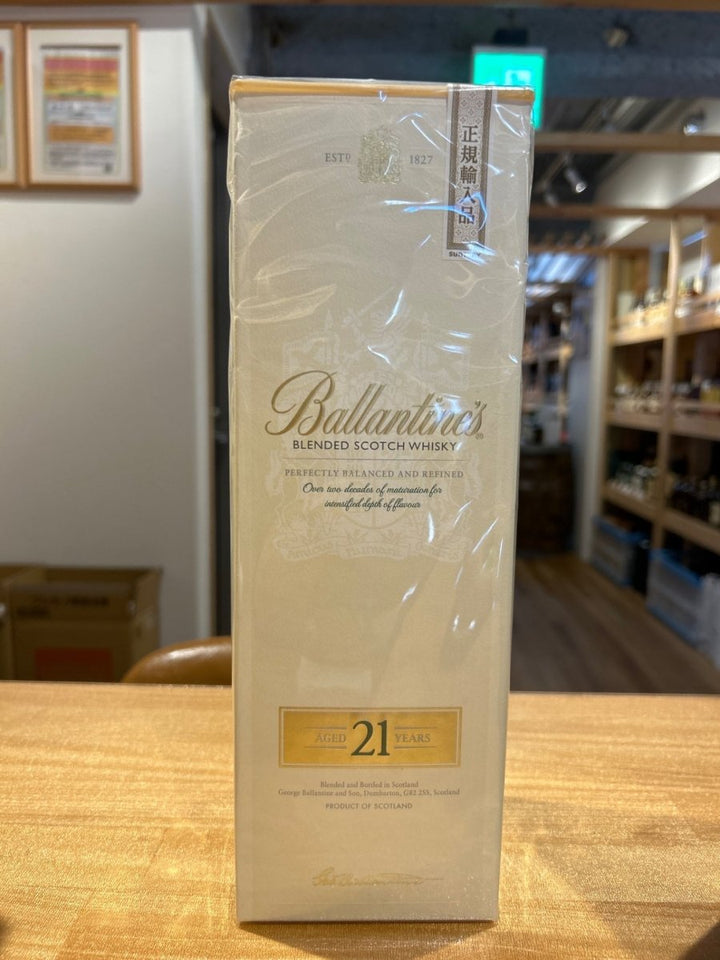 ESTD 1827
正規輸入品
SUNTORY
Ballantine's
BLENDED SCOTCH WHISKY
PERFECTLY BALANCED AND REFINED
Over two decades of maturation for
intensified depth of flavour
AGED 21 YEARS
Blended and Bottled in Scotland
George Ballantine and Son, Dumbarton, G82 2SS, Scotland
PRODUCT OF SCOTLAND